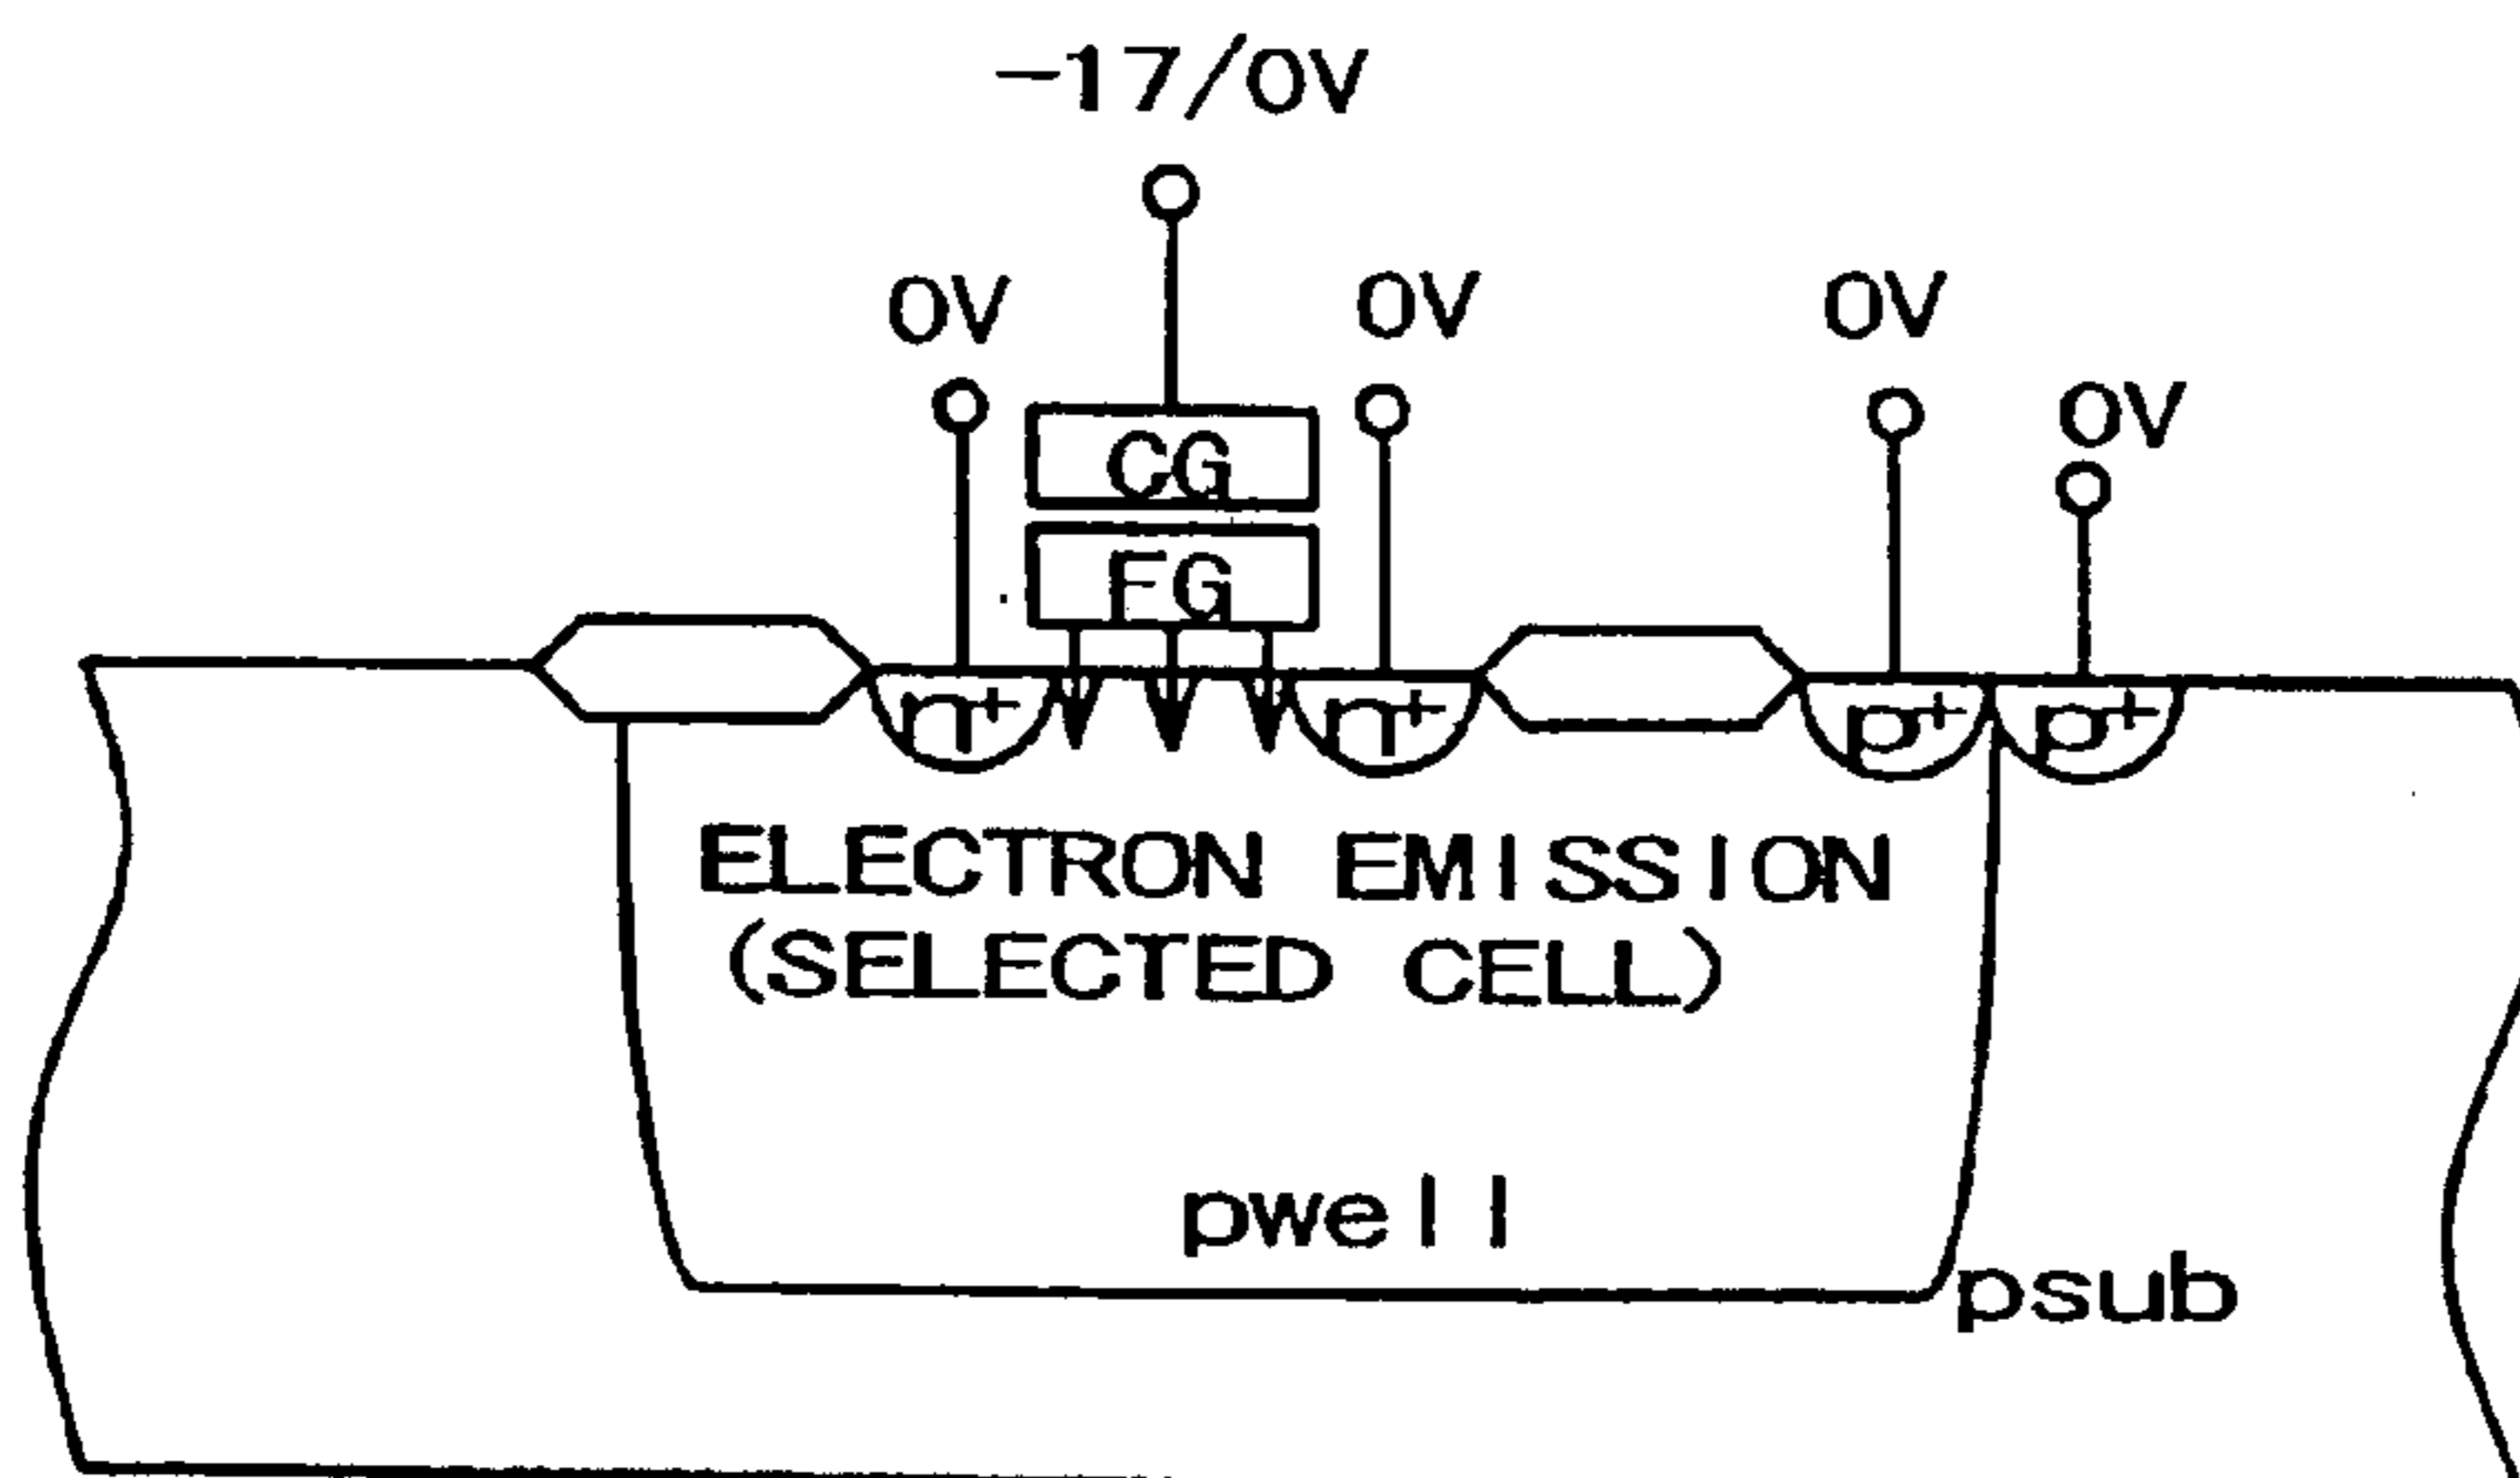 -17/0V
0V
0V
0V
0V
CG
FG
n+
n+
p+
p+
ELECTRON EMISSION
(SELECTED CELL)
pwell
psub